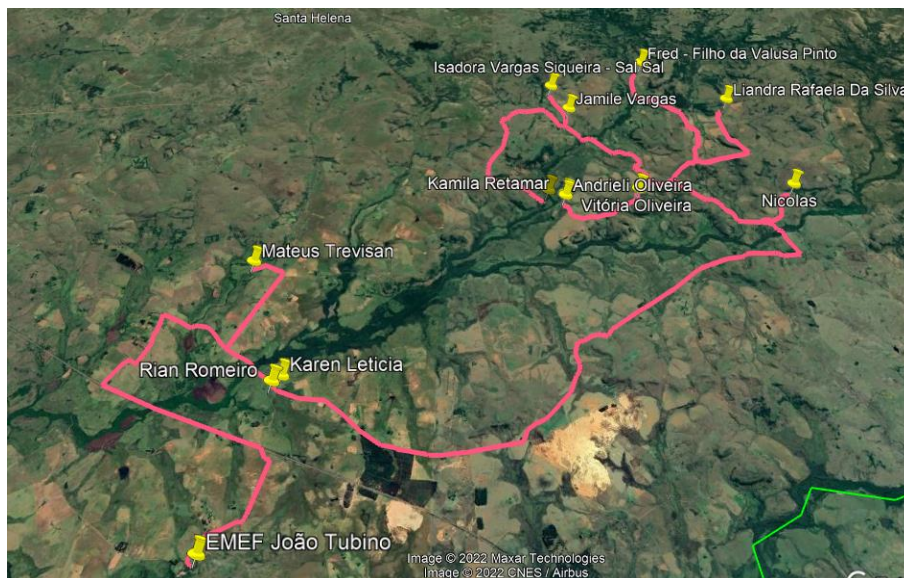 Santa Helena
Fred - Filho da Valusa Pinto
Isadora Vargas Siqueira - Sal Sal
Liandra Rafaela Da Silva
Jamile Vargas
Kamila Retamar
Andrieli Oliveira
Nicolas
Vitória Oliveira
Mateus Trevisan
Rian Romeiro
Karen Leticia
EMEF João Tubino
Image © 2022 Maxar Technologies
Image © 2022 CNES / Airbus